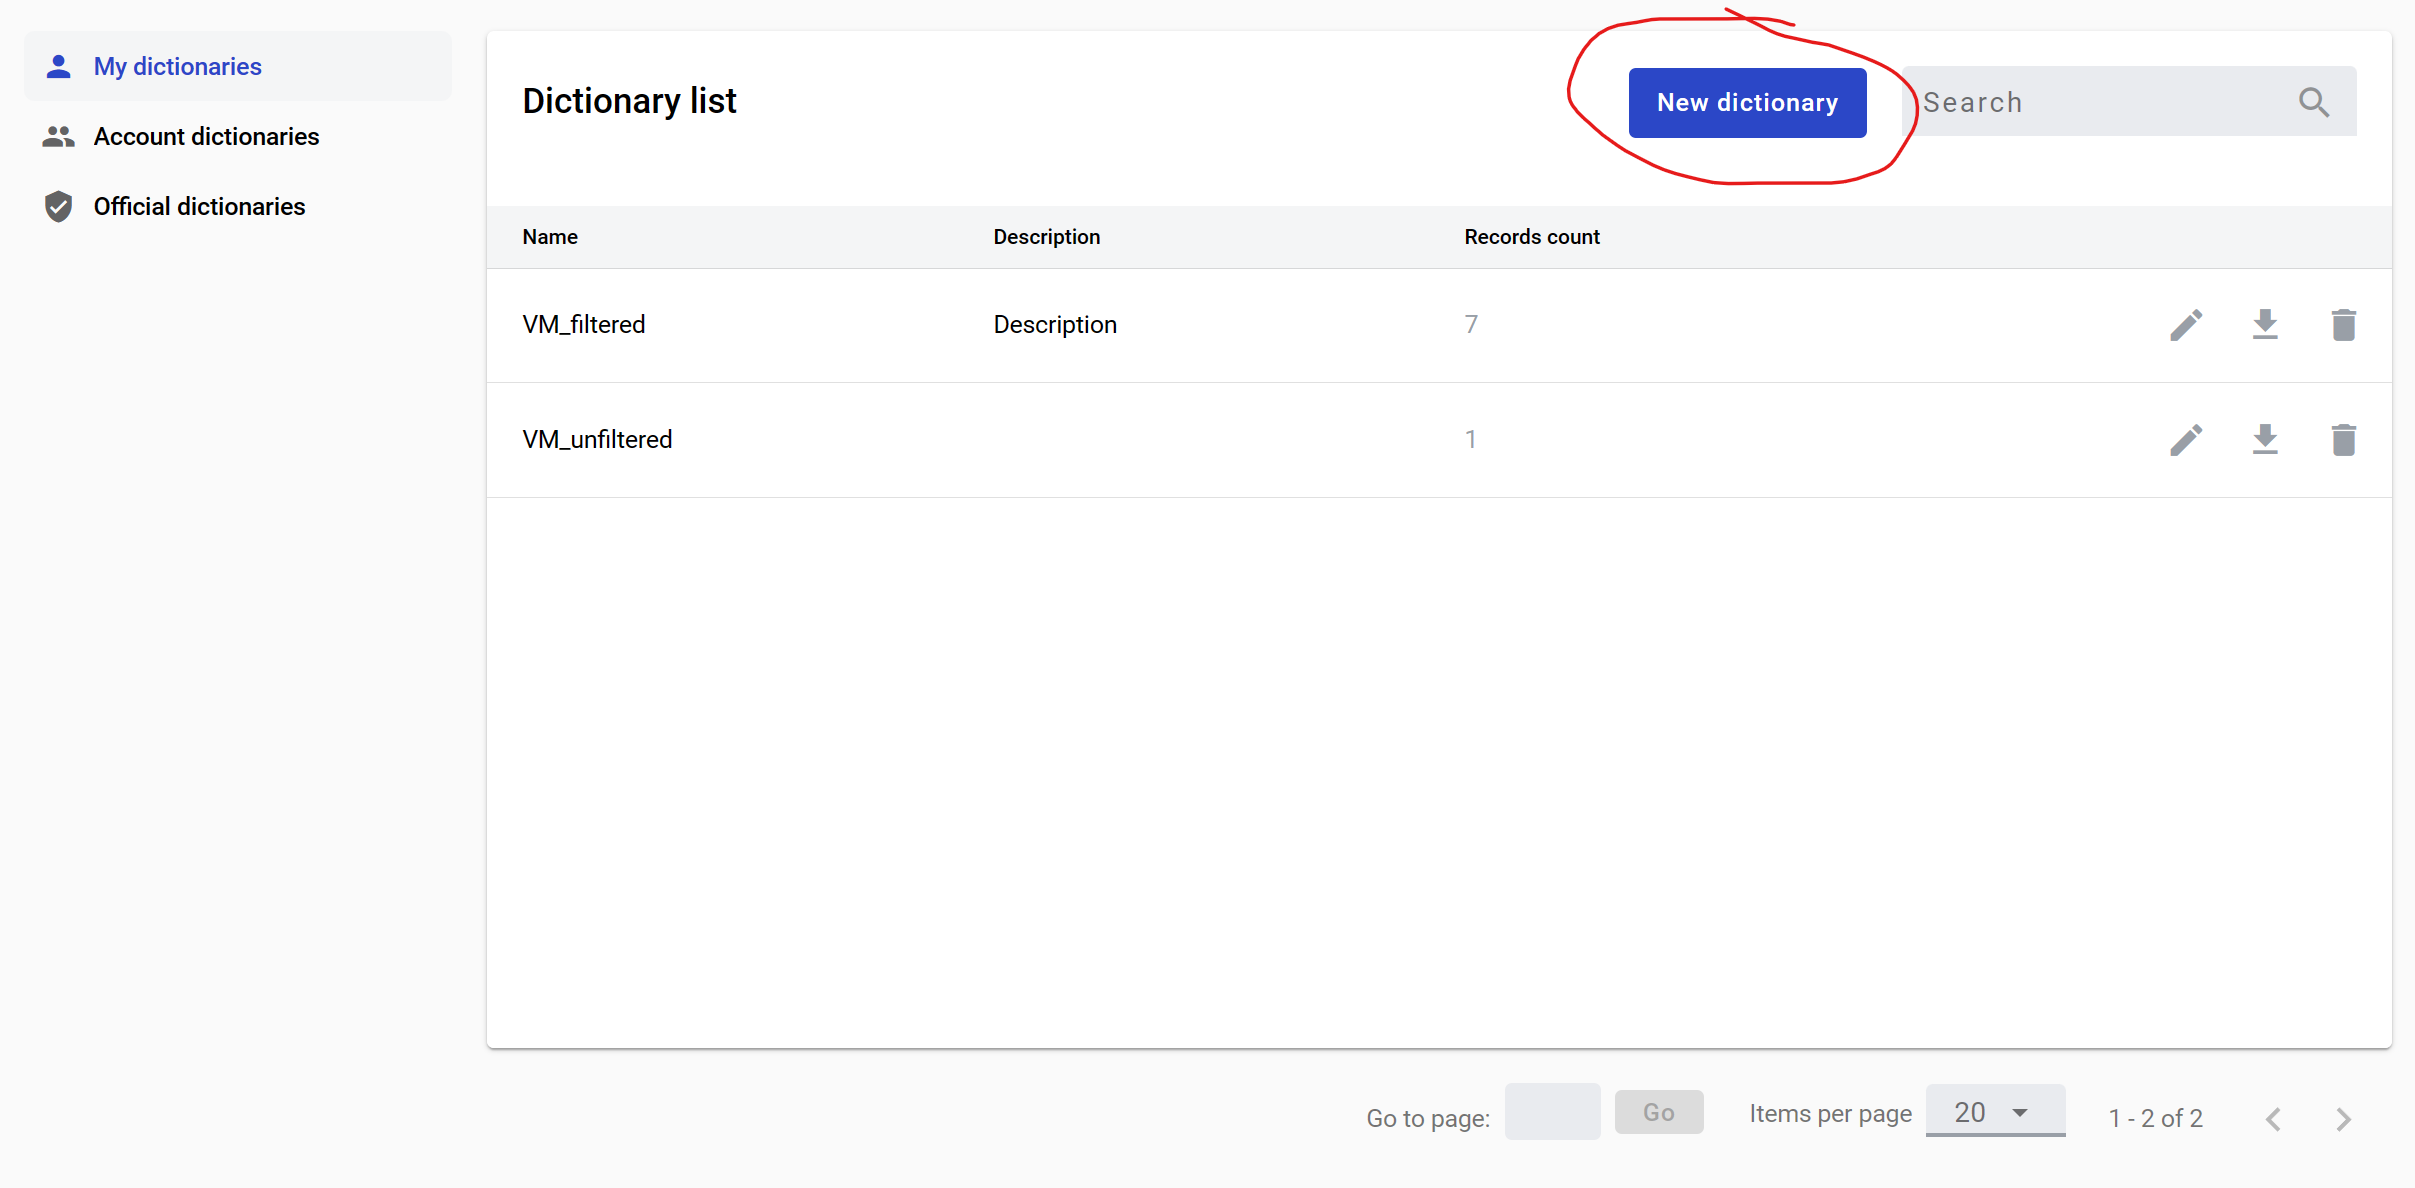 My dictionaries
Account dictionaries
Official dictionaries
Dictionary list
New dictionary
Search
Name Description Records count
VM_filtered Description 7
VM_unfiltered 1
Go to page: Go Items per page 20 1 - 2 of 2